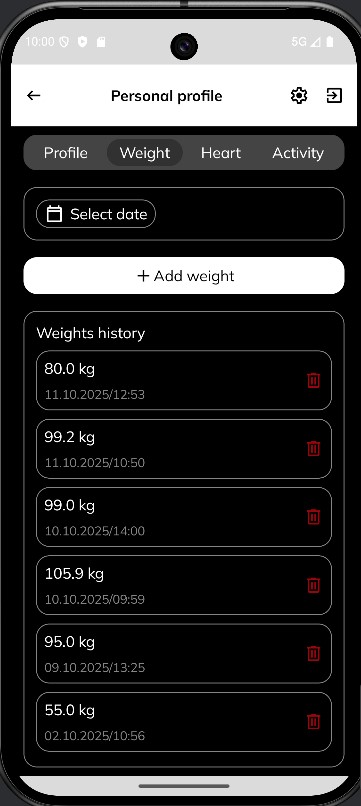 10:00
5G
Personal profile
Profile Weight Heart Activity
Select date
+ Add weight
Weights history
80.0 kg
11.10.2025/12:53
99.2 kg
11.10.2025/10:50
99.0 kg
10.10.2025/14:00
105.9 kg
10.10.2025/09:59
95.0 kg
09.10.2025/13:25
55.0 kg
02.10.2025/10:56